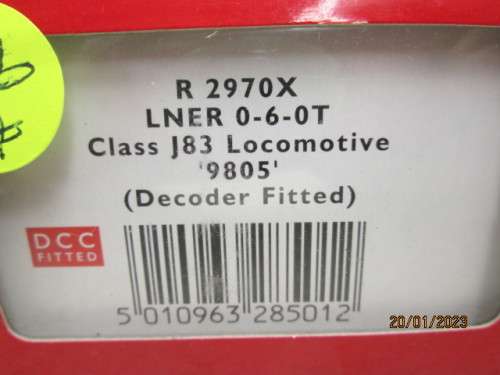 R 2970X
LNER 0-6-0T
Class J83 Locomotive
'9805'
(Decoder Fitted)
DCC
FITTED
5 010963 285012
20/01/2023